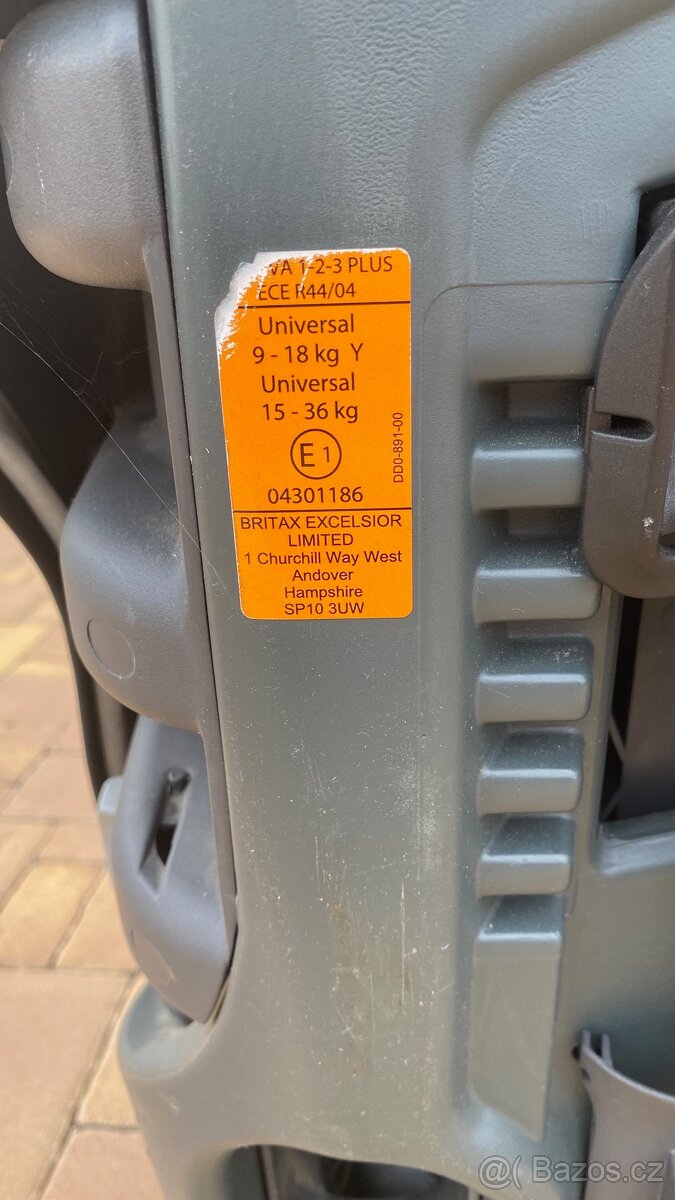 1-2-3 PLUS
ECE R44/04
Universal
9 - 18 kg Y
Universal
15 - 36 kg
E 1
04301186
DD0-891-00
BRITAX EXCELSIOR
LIMITED
1 Churchill Way West
Andover
Hampshire
SP10 3UW
@( Bazos.cz